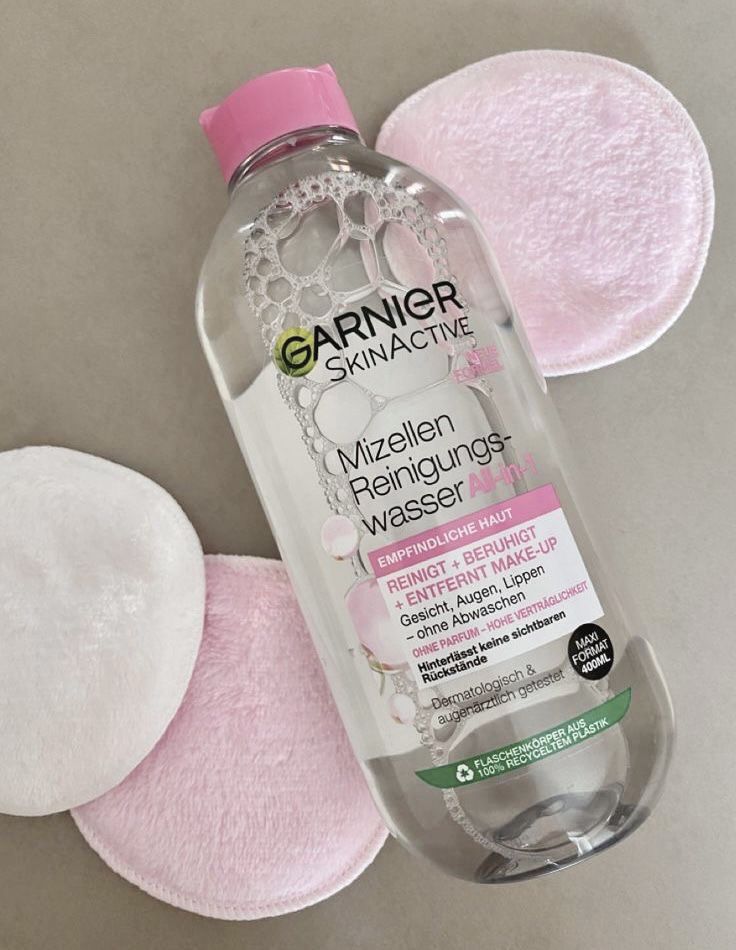 GARNIER
SKINACTIVE
Mizellen
Reinigungs-
wasser All-in-1
EMPFINDLICHE HAUT
REINIGT + BERUHIGT
+ ENTFERNT MAKE-UP
Gesicht, Augen, Lippen
– ohne Abwaschen
OHNE PARFUM – HOHE VERTRÄGLICHKEIT
Hinterlässt keine sichtbaren
Rückstände
MAXI
FORMAT
400ML
Dermatologisch &
augenärztlich getestet
FLASCHENKÖRPER AUS
100% RECYCELTEM PLASTIK